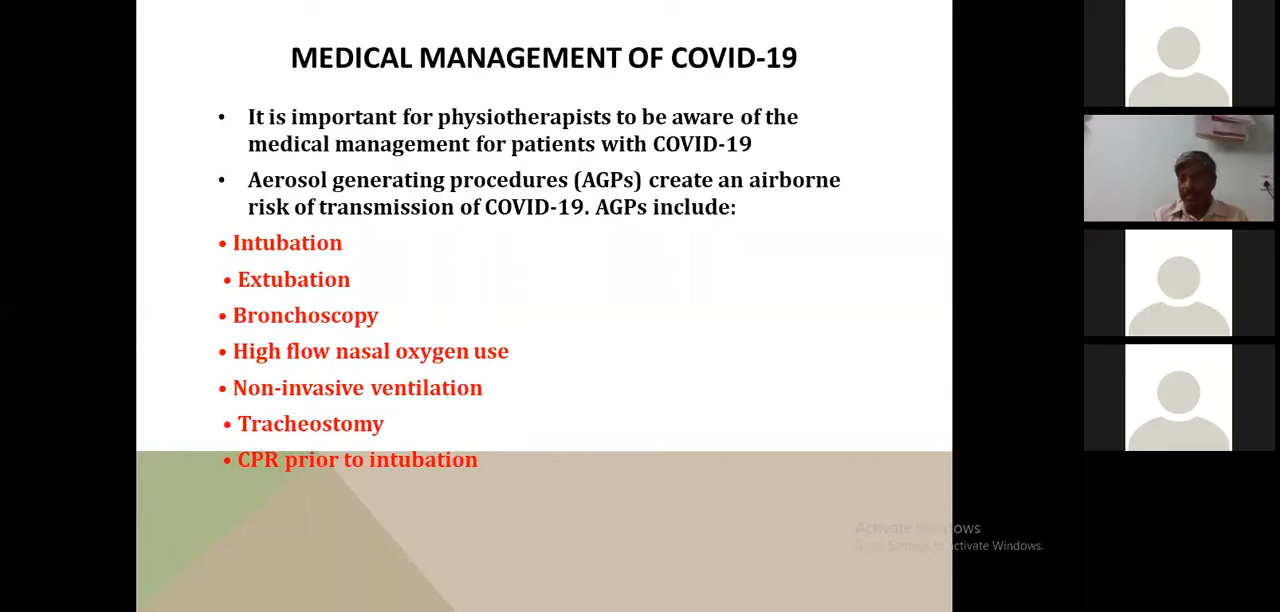 MEDICAL MANAGEMENT OF COVID-19
• It is important for physiotherapists to be aware of the
medical management for patients with COVID-19
• Aerosol generating procedures (AGPs) create an airborne
risk of transmission of COVID-19. AGPs include:
• Intubation
• Extubation
• Bronchoscopy
• High flow nasal oxygen use
• Non-invasive ventilation
• Tracheostomy
• CPR prior to intubation
Activate Windows
Go to Settings to activate Windows.